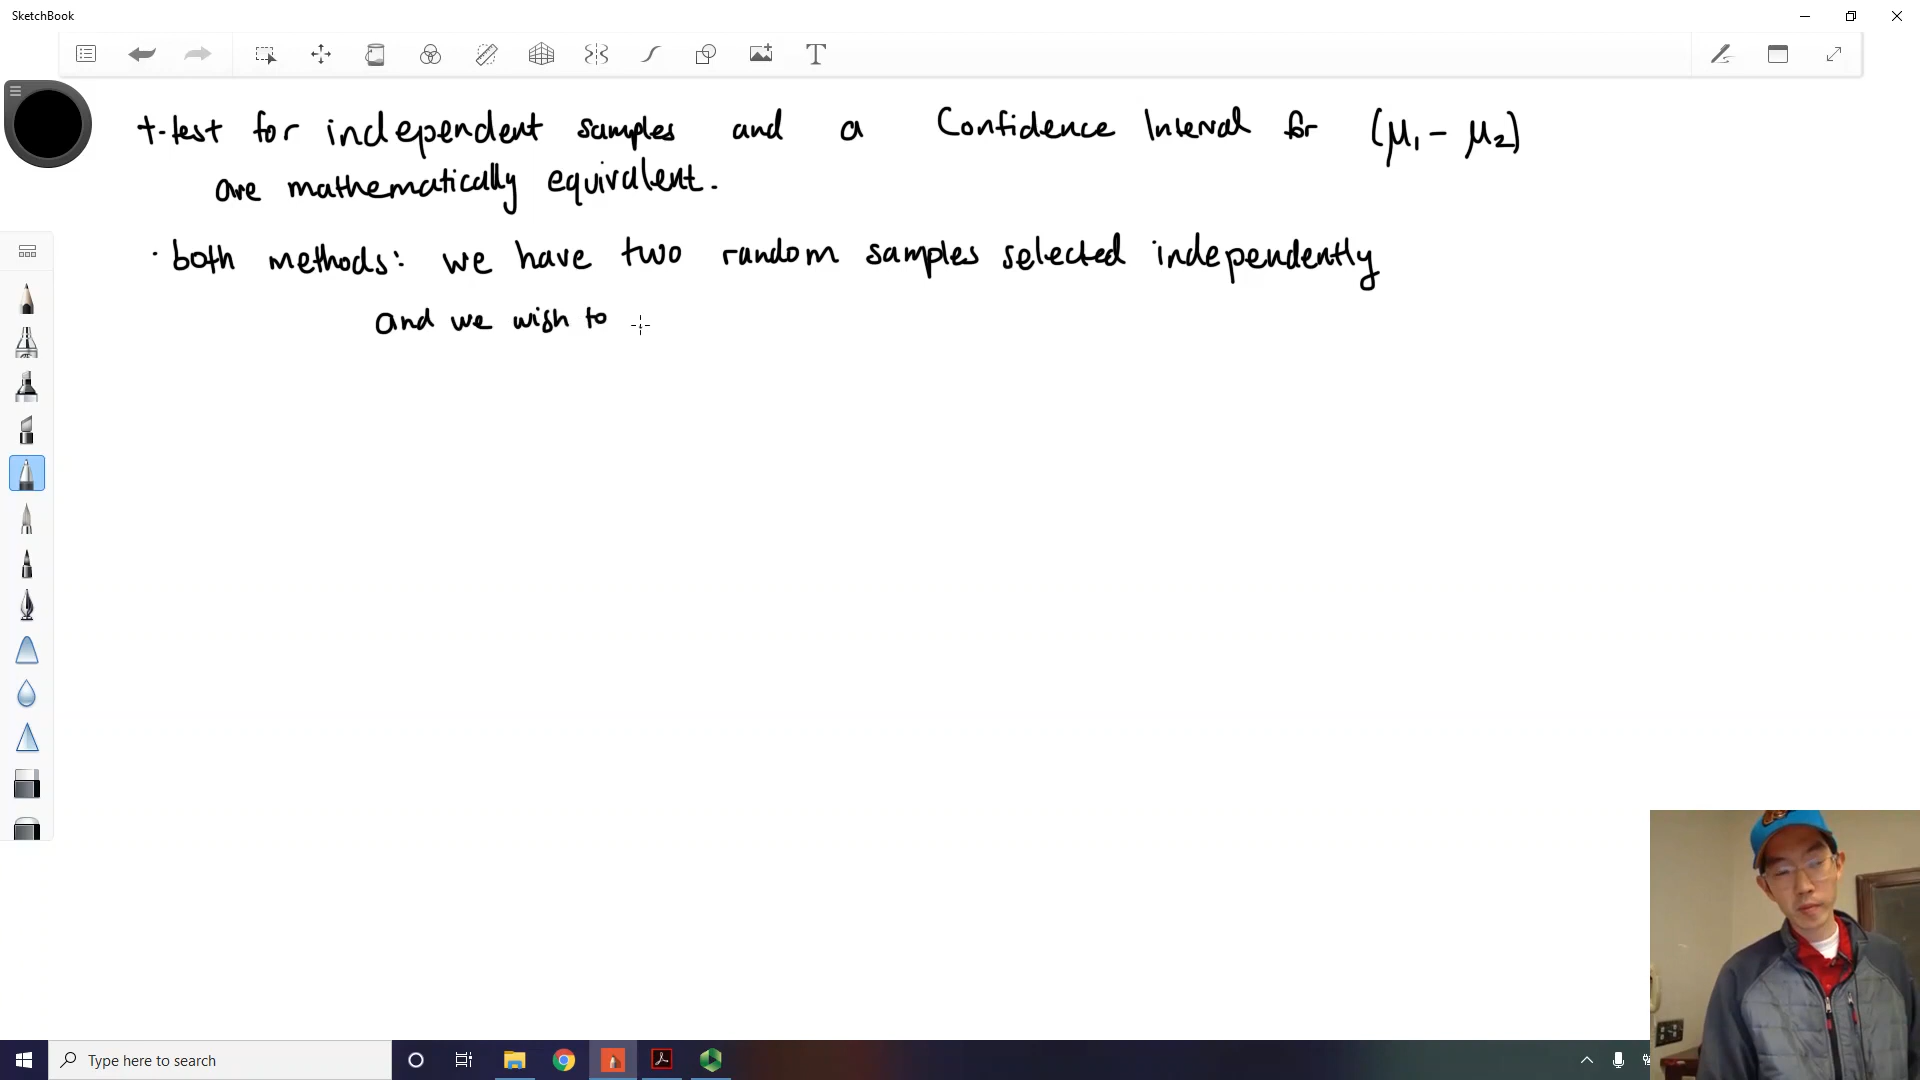 SketchBook
t-test for independent samples and a Confidence Interval for (μ₁ - μ₂)
are mathematically equivalent.
· both methods: we have two random samples selected independently
and we wish to
Type here to search